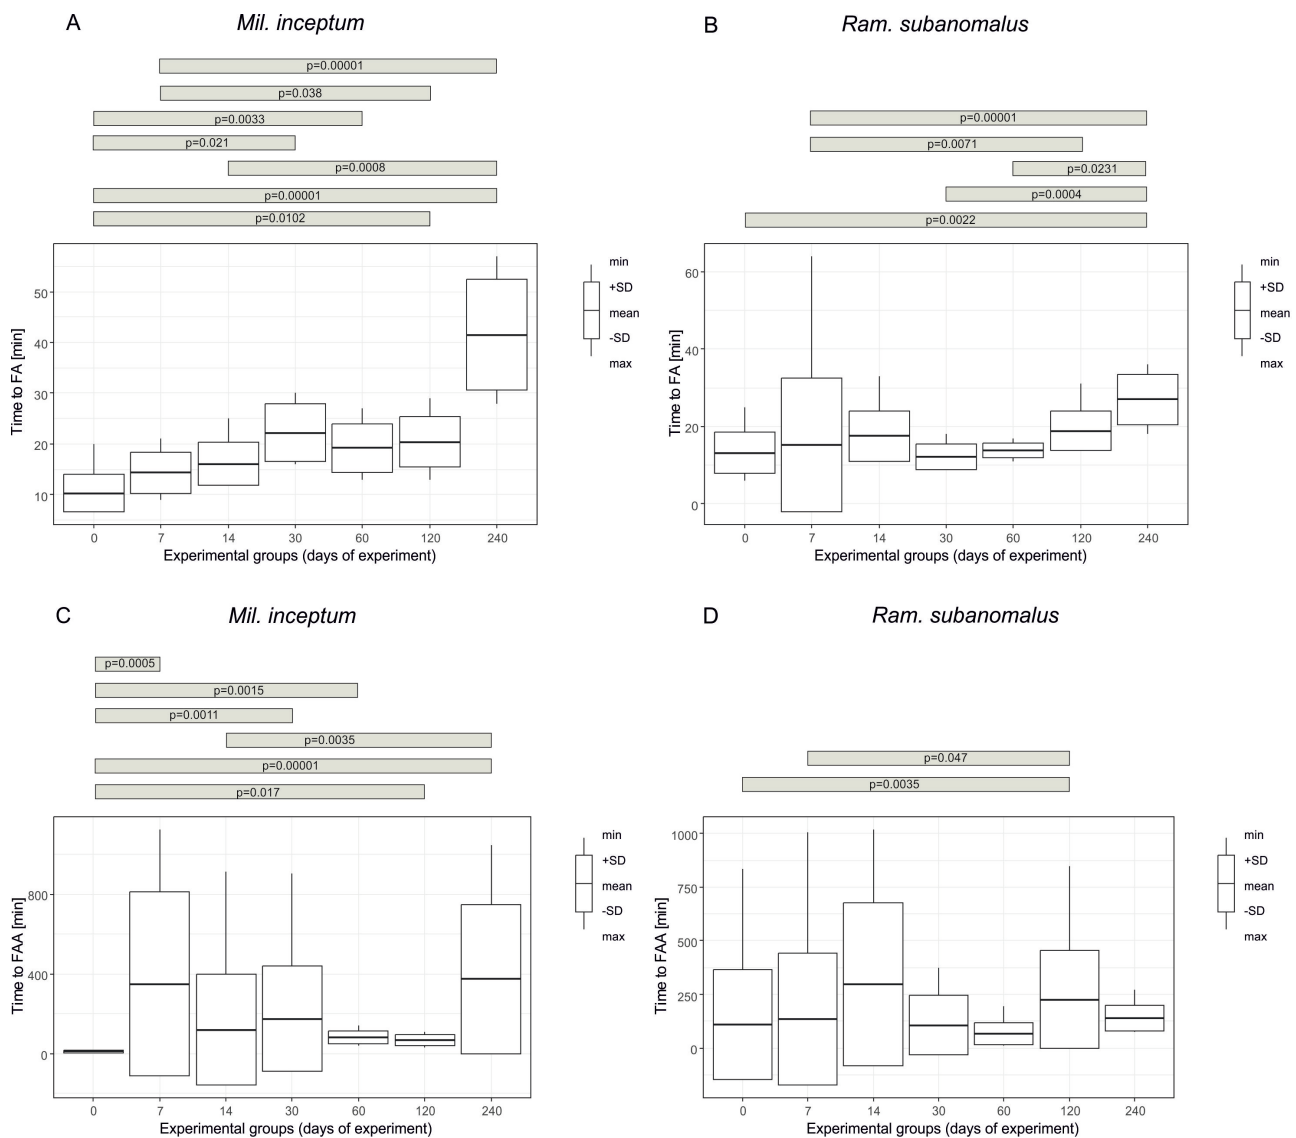 A
Mil. inceptum
p=0.00001
p=0.038
p=0.0033
p=0.021
p=0.0008
p=0.00001
p=0.0102
Time to FA [min]
50
40
30
20
10
0 7 14 30 60 120 240
Experimental groups (days of experiment)
min
+SD
mean
-SD
max
B
Ram. subanomalus
p=0.00001
p=0.0071
p=0.0231
p=0.0004
p=0.0022
Time to FA [min]
60
40
20
0
0 7 14 30 60 120 240
Experimental groups (days of experiment)
min
+SD
mean
-SD
max
C
Mil. inceptum
p=0.0005
p=0.0015
p=0.0011
p=0.0035
p=0.00001
p=0.017
Time to FAA [min]
800
400
0
0 7 14 30 60 120 240
Experimental groups (days of experiment)
min
+SD
mean
-SD
max
D
Ram. subanomalus
p=0.047
p=0.0035
Time to FAA [min]
1000
750
500
250
0
0 7 14 30 60 120 240
Experimental groups (days of experiment)
min
+SD
mean
-SD
max